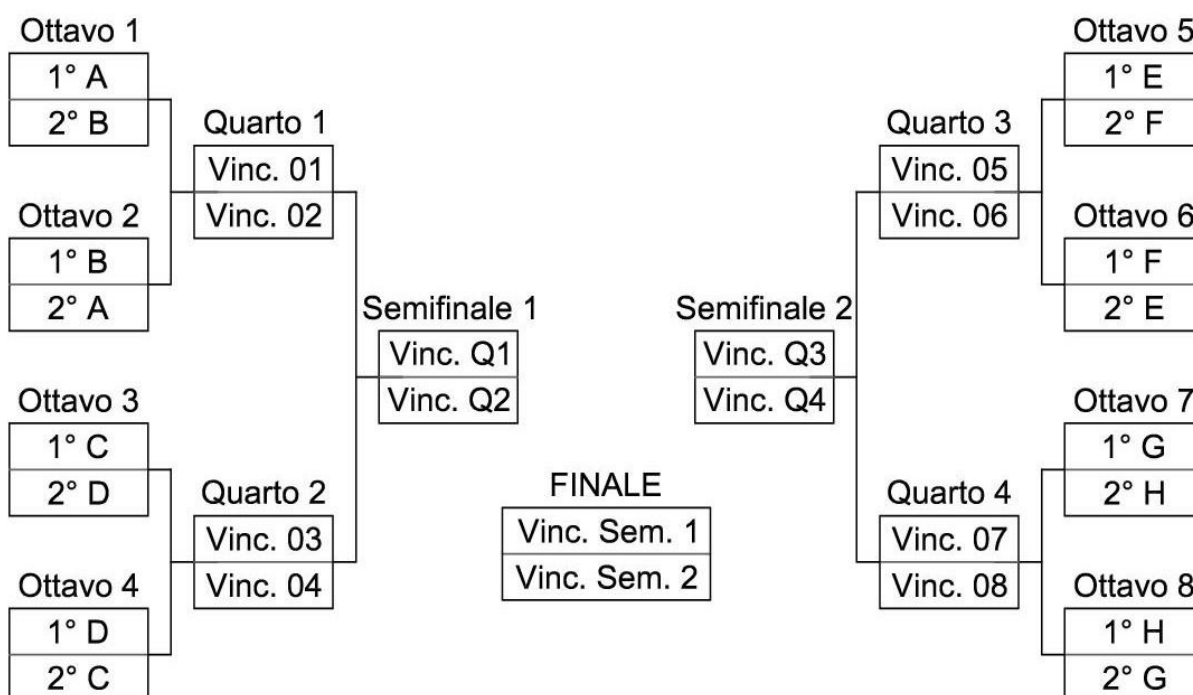 Ottavo 1
1° A
2° B
Ottavo 2
1° B
2° A
Ottavo 3
1° C
2° D
Ottavo 4
1° D
2° C
Quarto 1
Vinc. 01
Vinc. 02
Quarto 2
Vinc. 03
Vinc. 04
Semifinale 1
Vinc. Q1
Vinc. Q2
FINALE
Vinc. Sem. 1
Vinc. Sem. 2
Semifinale 2
Vinc. Q3
Vinc. Q4
Quarto 3
Vinc. 05
Vinc. 06
Quarto 4
Vinc. 07
Vinc. 08
Ottavo 5
1° E
2° F
Ottavo 6
1° F
2° E
Ottavo 7
1° G
2° H
Ottavo 8
1° H
2° G